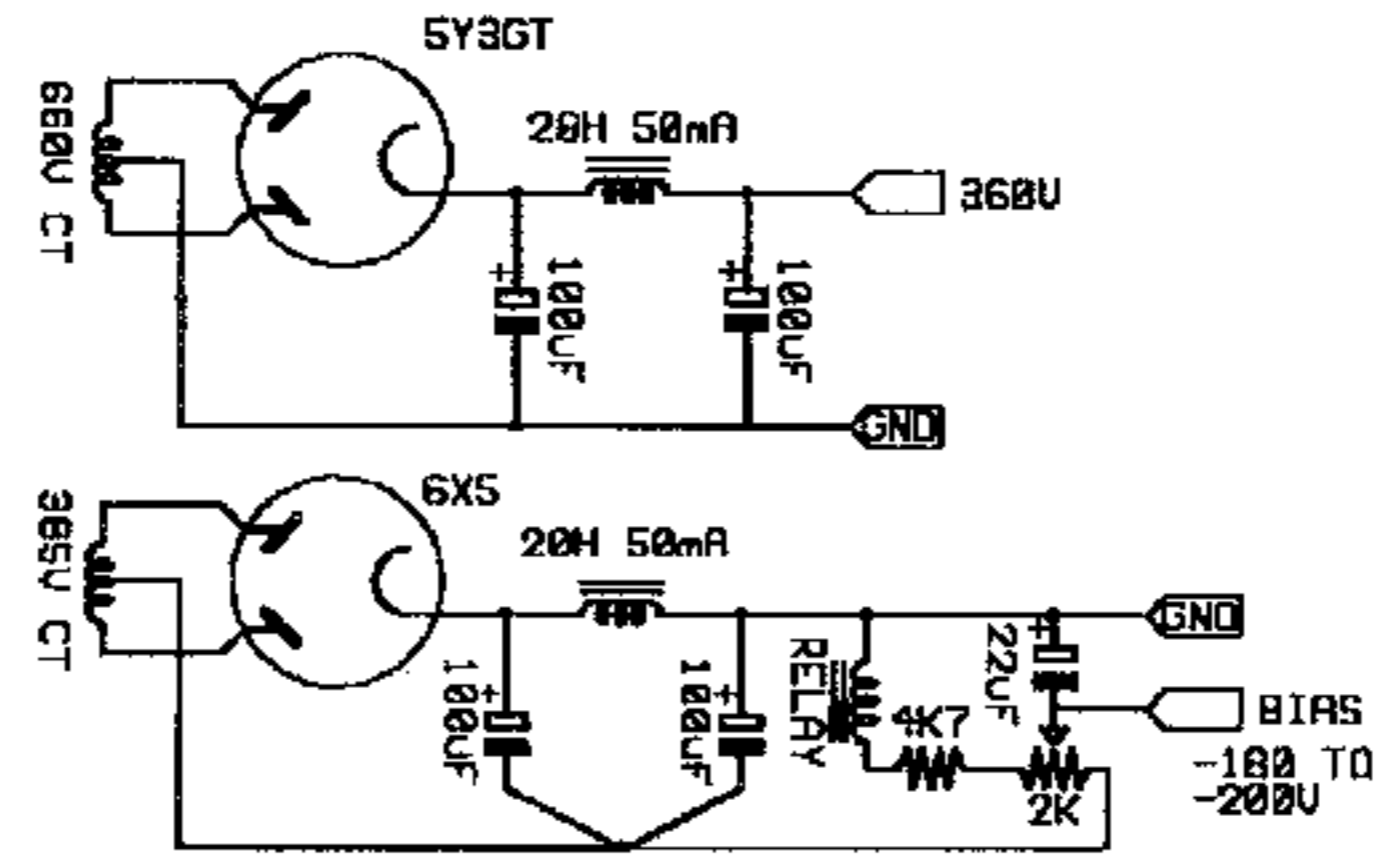 5Y3GT
660V CT
20H 50mA
360V
100uF
100uF
GND
6X5
385V CT
20H 50mA
GND
100uF
100uF
RELAY
4K7
22uF
BIAS
-180 TO
-200V
2K